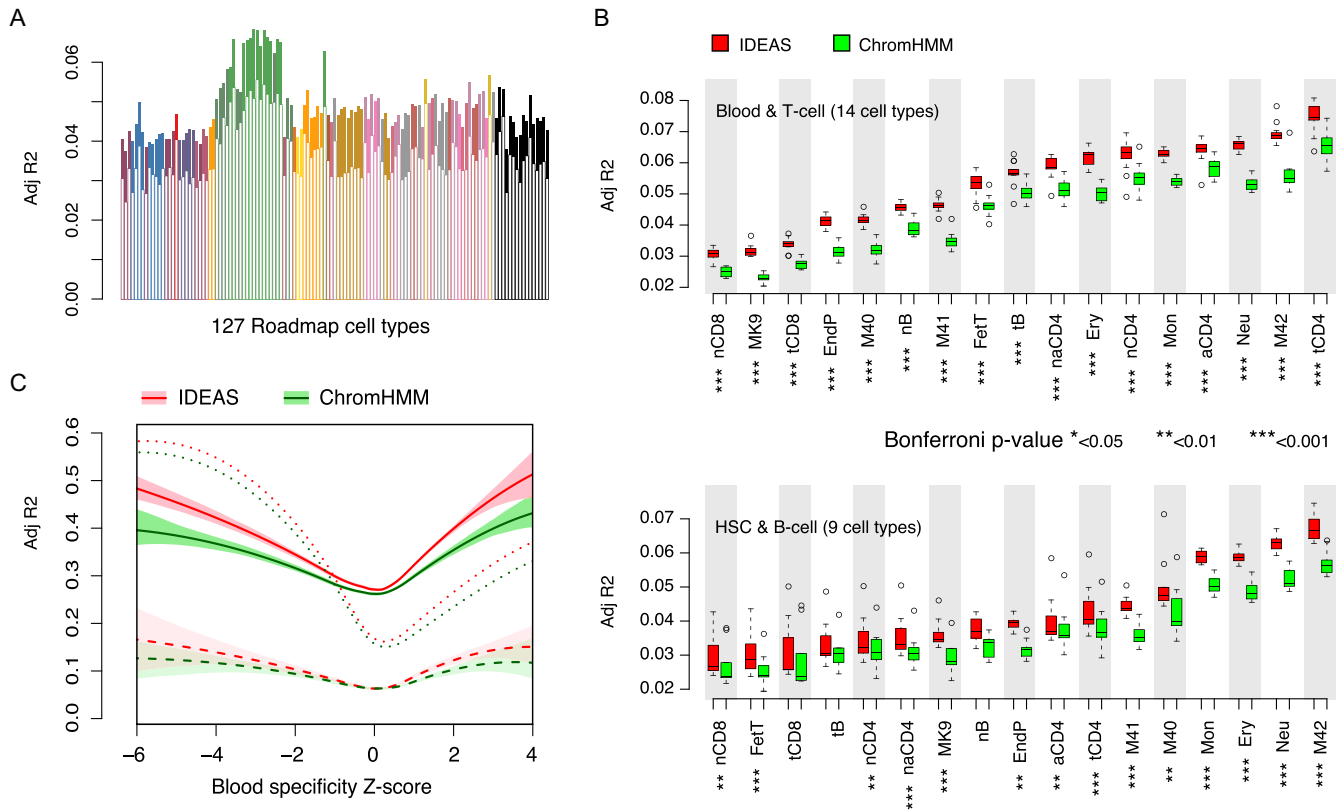 A
Adj R2
0.06
0.04
0.02
0.00
127 Roadmap cell types
B
IDEAS
ChromHMM
Blood & T-cell (14 cell types)
Adj R2
0.08
0.07
0.06
0.05
0.04
0.03
0.02
*** nCD8
*** MK9
*** tCD8
*** EndP
*** M40
*** nB
*** M41
*** FetT
*** tB
*** naCD4
*** Ery
*** nCD4
*** Mon
*** aCD4
*** Neu
*** M42
*** tCD4
Bonferroni p-value *<0.05 **<0.01 ***<0.001
HSC & B-cell (9 cell types)
Adj R2
0.07
0.06
0.05
0.04
0.03
0.02
** nCD8
*** FetT
tCD8
tB
** nCD4
*** naCD4
*** MK9
nB
** EndP
** aCD4
*** tCD4
*** M41
** M40
*** Mon
*** Ery
*** Neu
*** M42
C
IDEAS
ChromHMM
Adj R2
0.6
0.5
0.4
0.3
0.2
0.1
0.0
−6 −4 −2 0 2 4
Blood specificity Z-score